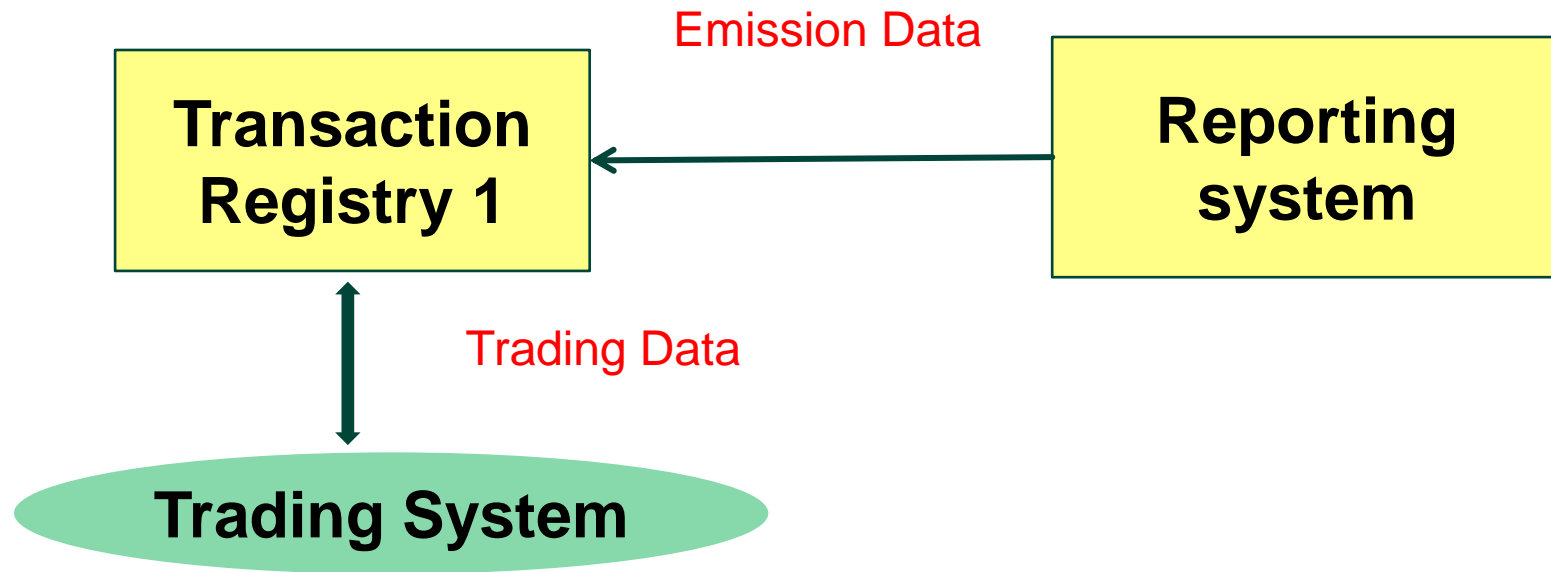 Emission Data
Transaction
Registry 1
Reporting
system
Trading Data
Trading System